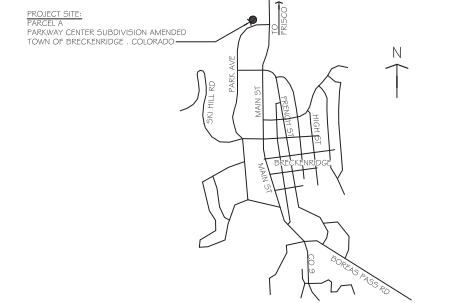 PROJECT SITE:
PARCEL A
PARKWAY CENTER SUBDIVISION AMENDED
TOWN OF BRECKENRIDGE , COLORADO
TO
FRISCO
N
PARK AVE
SKI HILL RD
MAIN ST
FRENCH ST
HIGH ST
BRECKENRIDGE
MAIN ST
CO 9
BOREAS PASS RD